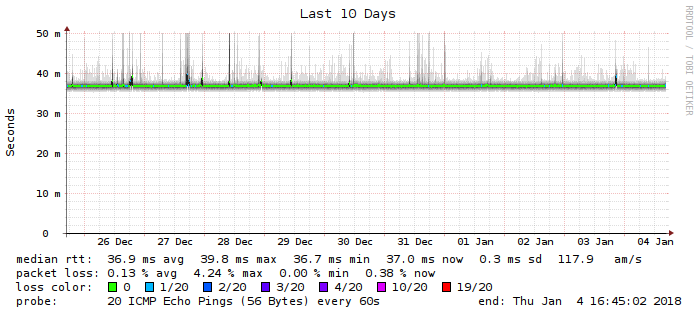 Last 10 Days
RRDTOOL / TOBI OETIKER
Seconds
50 m
40 m
30 m
20 m
10 m
0
26 Dec 27 Dec 28 Dec 29 Dec 30 Dec 31 Dec 01 Jan 02 Jan 03 Jan 04 Jan
median rtt: 36.9 ms avg 39.8 ms max 36.7 ms min 37.0 ms now 0.3 ms sd 117.9 am/s
packet loss: 0.13 % avg 4.24 % max 0.00 % min 0.38 % now
loss color: 0 1/20 2/20 3/20 4/20 10/20 19/20
probe: 20 ICMP Echo Pings (56 Bytes) every 60s end: Thu Jan 4 16:45:02 2018